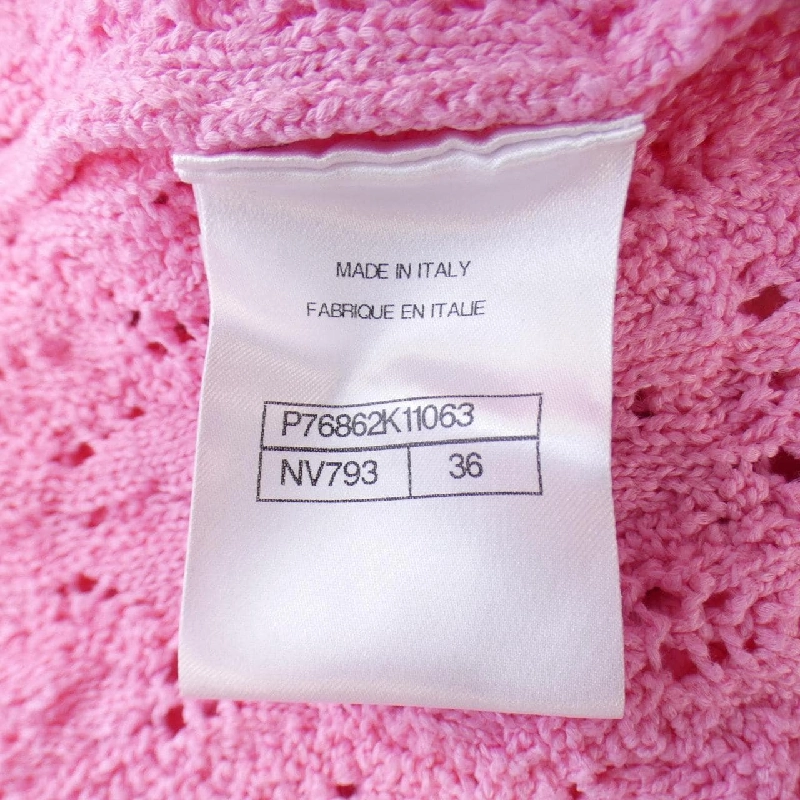 MADE IN ITALY
FABRIQUE EN ITALIE
P76862K11063
NV793 36